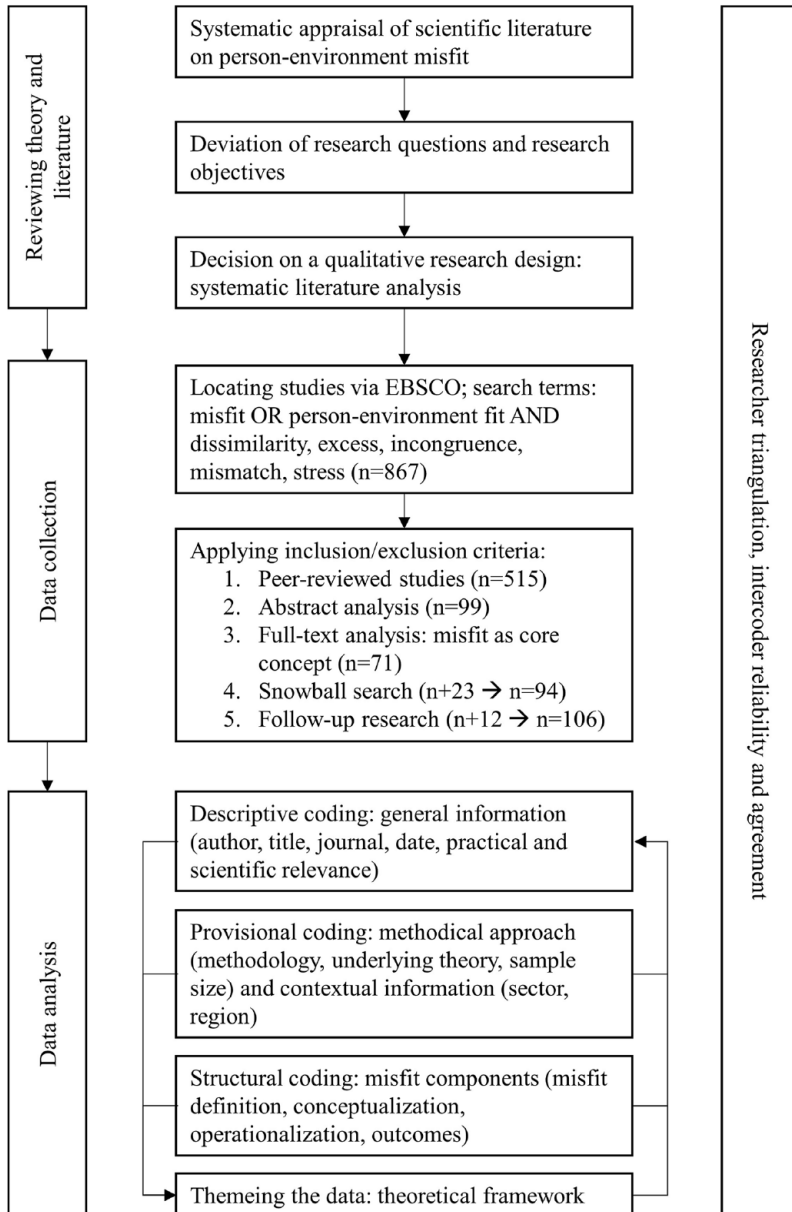 Reviewing theory and
literature
Systematic appraisal of scientific literature
on person-environment misfit
Deviation of research questions and research
objectives
Decision on a qualitative research design:
systematic literature analysis
Data collection
Locating studies via EBSCO; search terms:
misfit OR person-environment fit AND
dissimilarity, excess, incongruence,
mismatch, stress (n=867)
Applying inclusion/exclusion criteria:
1. Peer-reviewed studies (n=515)
2. Abstract analysis (n=99)
3. Full-text analysis: misfit as core
concept (n=71)
4. Snowball search (n+23 → n=94)
5. Follow-up research (n+12 → n=106)
Data analysis
Descriptive coding: general information
(author, title, journal, date, practical and
scientific relevance)
Provisional coding: methodical approach
(methodology, underlying theory, sample
size) and contextual information (sector,
region)
Structural coding: misfit components (misfit
definition, conceptualization,
operationalization, outcomes)
Themeing the data: theoretical framework
Researcher triangulation, intercoder reliability and agreement